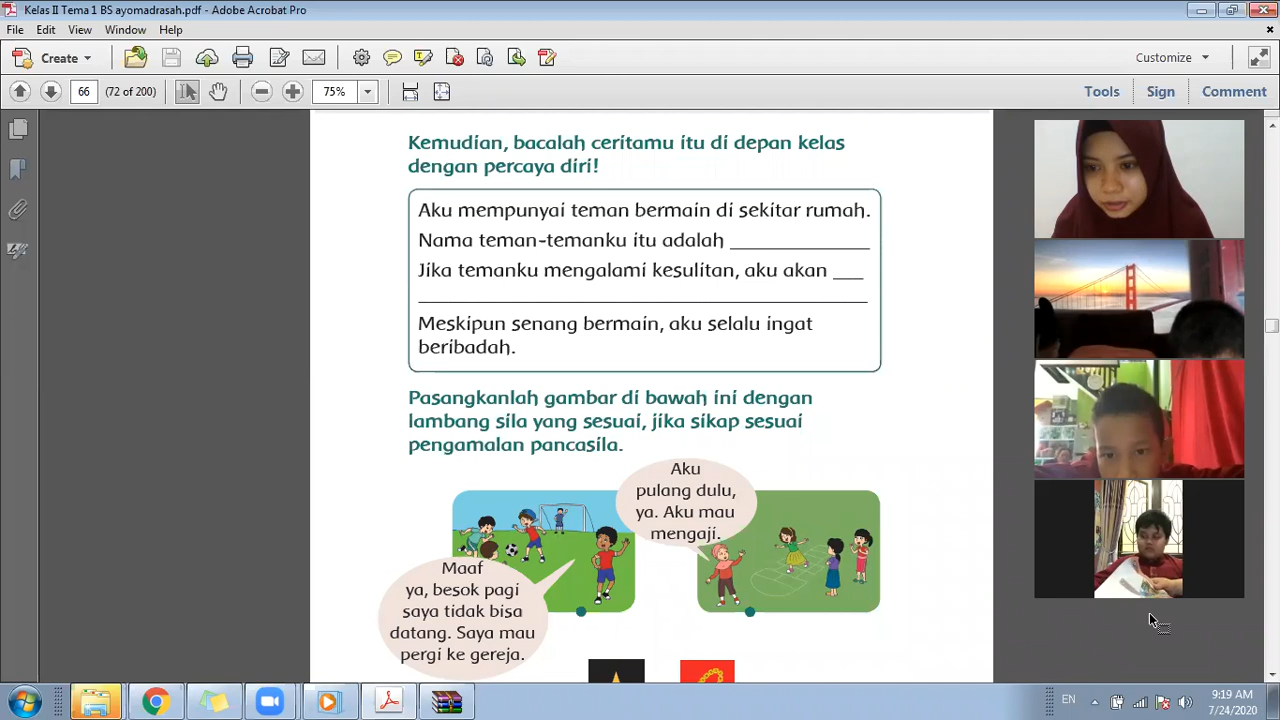 Kelas II Tema 1 BS ayomadrasah.pdf - Adobe Acrobat Pro
File Edit View Window Help
Create
Customize
66 (72 of 200)
75%
Tools Sign Comment
Kemudian, bacalah ceritamu itu di depan kelas
dengan percaya diri!
Aku mempunyai teman bermain di sekitar rumah.
Nama teman-temanku itu adalah ______________
Jika temanku mengalami kesulitan, aku akan ___
_____________________________________________
Meskipun senang bermain, aku selalu ingat
beribadah.
Pasangkanlah gambar di bawah ini dengan
lambang sila yang sesuai, jika sikap sesuai
pengamalan pancasila.
Aku
pulang dulu,
ya. Aku mau
mengaji.
Maaf
ya, besok pagi
saya tidak bisa
datang. Saya mau
pergi ke gereja.
EN
9:19 AM
7/24/2020